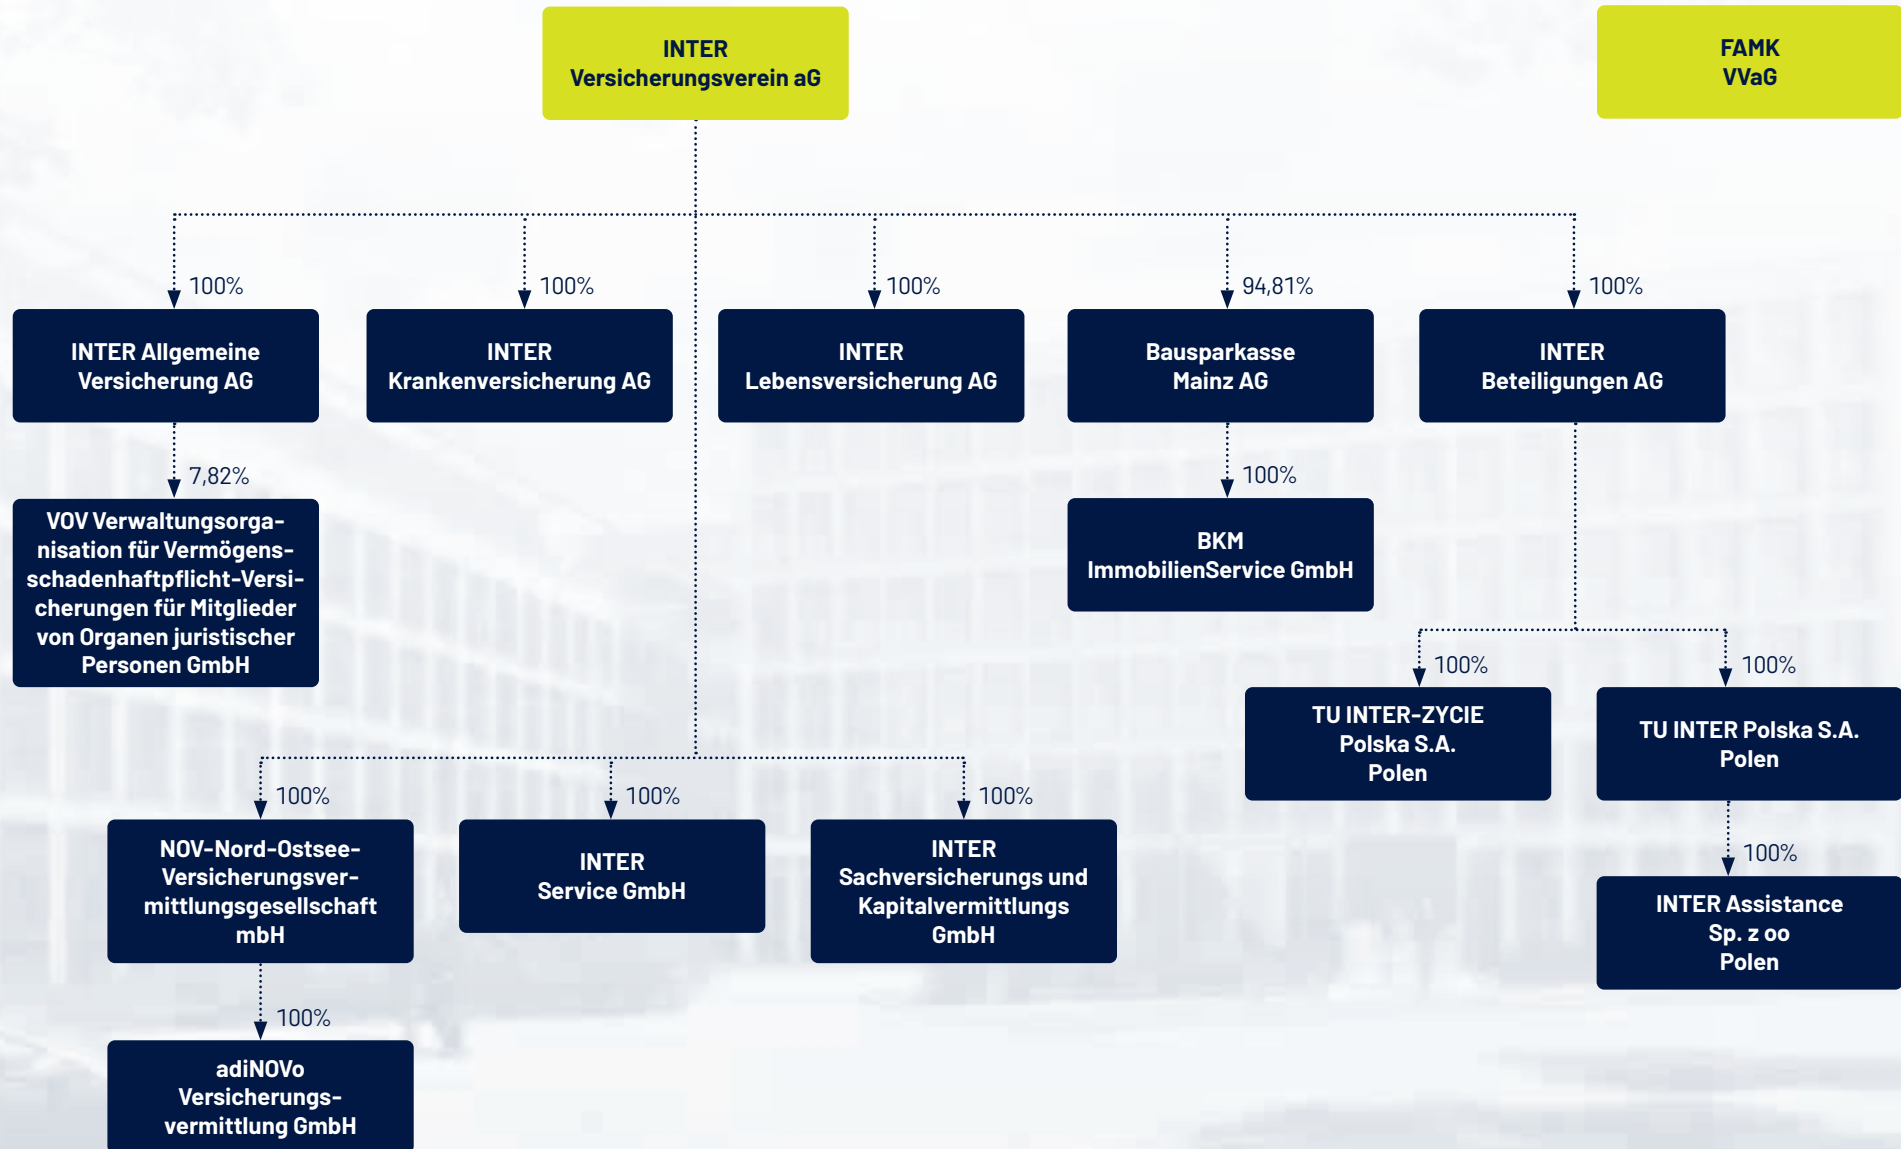 INTER
Versicherungsverein aG
FAMK
VVaG
100%
100%
100%
94,81%
100%
INTER Allgemeine
Versicherung AG
INTER
Krankenversicherung AG
INTER
Lebensversicherung AG
Bausparkasse
Mainz AG
INTER
Beteiligungen AG
7,82%
100%
VOV Verwaltungsorga-
nisation für Vermögens-
schadenhaftpflicht-Versi-
cherungen für Mitglieder
von Organen juristischer
Personen GmbH
BKM
ImmobilienService GmbH
100%
100%
TU INTER-ZYCIE
Polska S.A.
Polen
TU INTER Polska S.A.
Polen
100%
100%
100%
NOV-Nord-Ostsee-
Versicherungsver-
mittlungsgesellschaft
mbH
INTER
Service GmbH
INTER
Sachversicherungs und
Kapitalvermittlungs
GmbH
100%
INTER Assistance
Sp. z oo
Polen
100%
adiNOVo
Versicherungs-
vermittlung GmbH